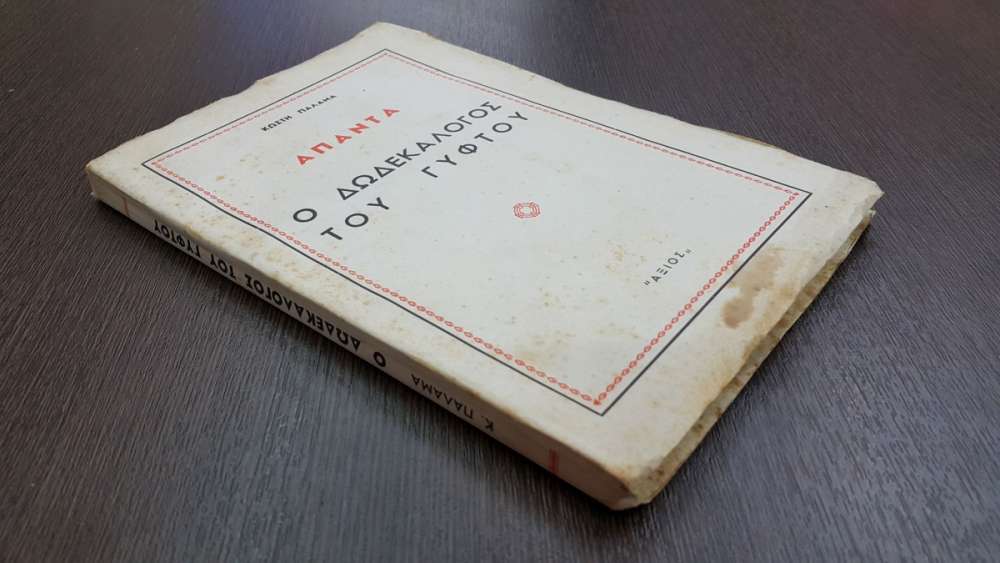 ΚΩΣΤΗ ΠΑΛΑΜΑ
ΑΠΑΝΤΑ
Ο ΔΩΔΕΚΑΛΟΓΟΣ
ΤΟΥ ΓΥΦΤΟΥ
"ΑΞΙΟΣ"
Κ. ΠΑΛΑΜΑ Ο ΔΩΔΕΚΑΛΟΓΟΣ ΤΟΥ ΓΥΦΤΟΥ